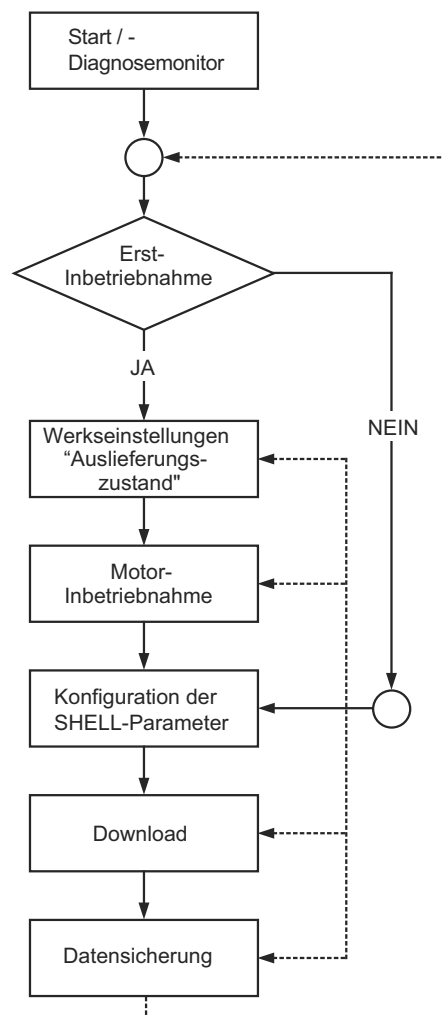 Start / -
Diagnosemonitor
Erst-
Inbetriebnahme
JA
NEIN
Werkseinstellungen
“Auslieferungs-
zustand"
Motor-
Inbetriebnahme
Konfiguration der
SHELL-Parameter
Download
Datensicherung